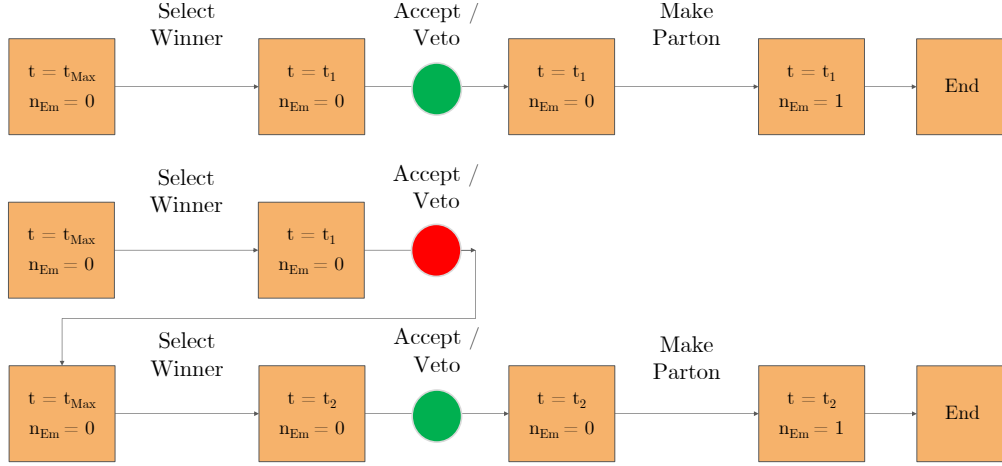 Select
Winner
Accept /
Veto
Make
Parton
t = t_Max
n_Em = 0
t = t_1
n_Em = 0
t = t_1
n_Em = 0
t = t_1
n_Em = 1
End
Select
Winner
Accept /
Veto
t = t_Max
n_Em = 0
t = t_1
n_Em = 0
Select
Winner
Accept /
Veto
Make
Parton
t = t_Max
n_Em = 0
t = t_2
n_Em = 0
t = t_2
n_Em = 0
t = t_2
n_Em = 1
End